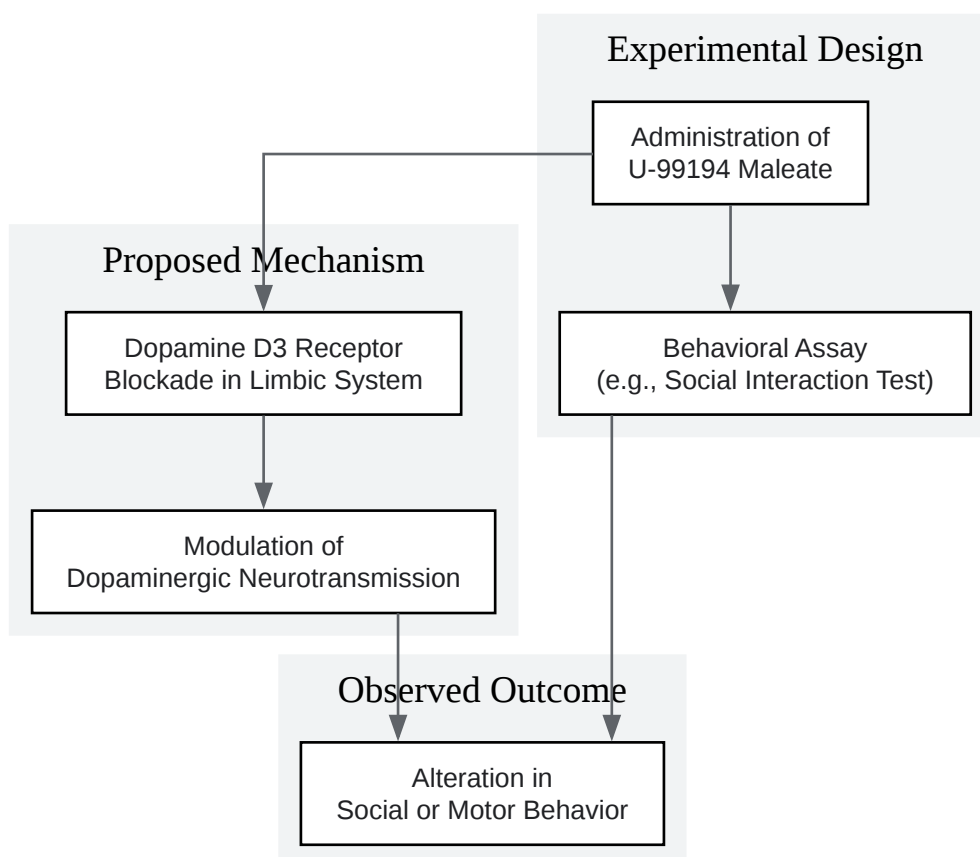 Experimental Design
Administration of
U-99194 Maleate
Proposed Mechanism
Dopamine D3 Receptor
Blockade in Limbic System
Behavioral Assay
(e.g., Social Interaction Test)
Modulation of
Dopaminergic Neurotransmission
Observed Outcome
Alteration in
Social or Motor Behavior